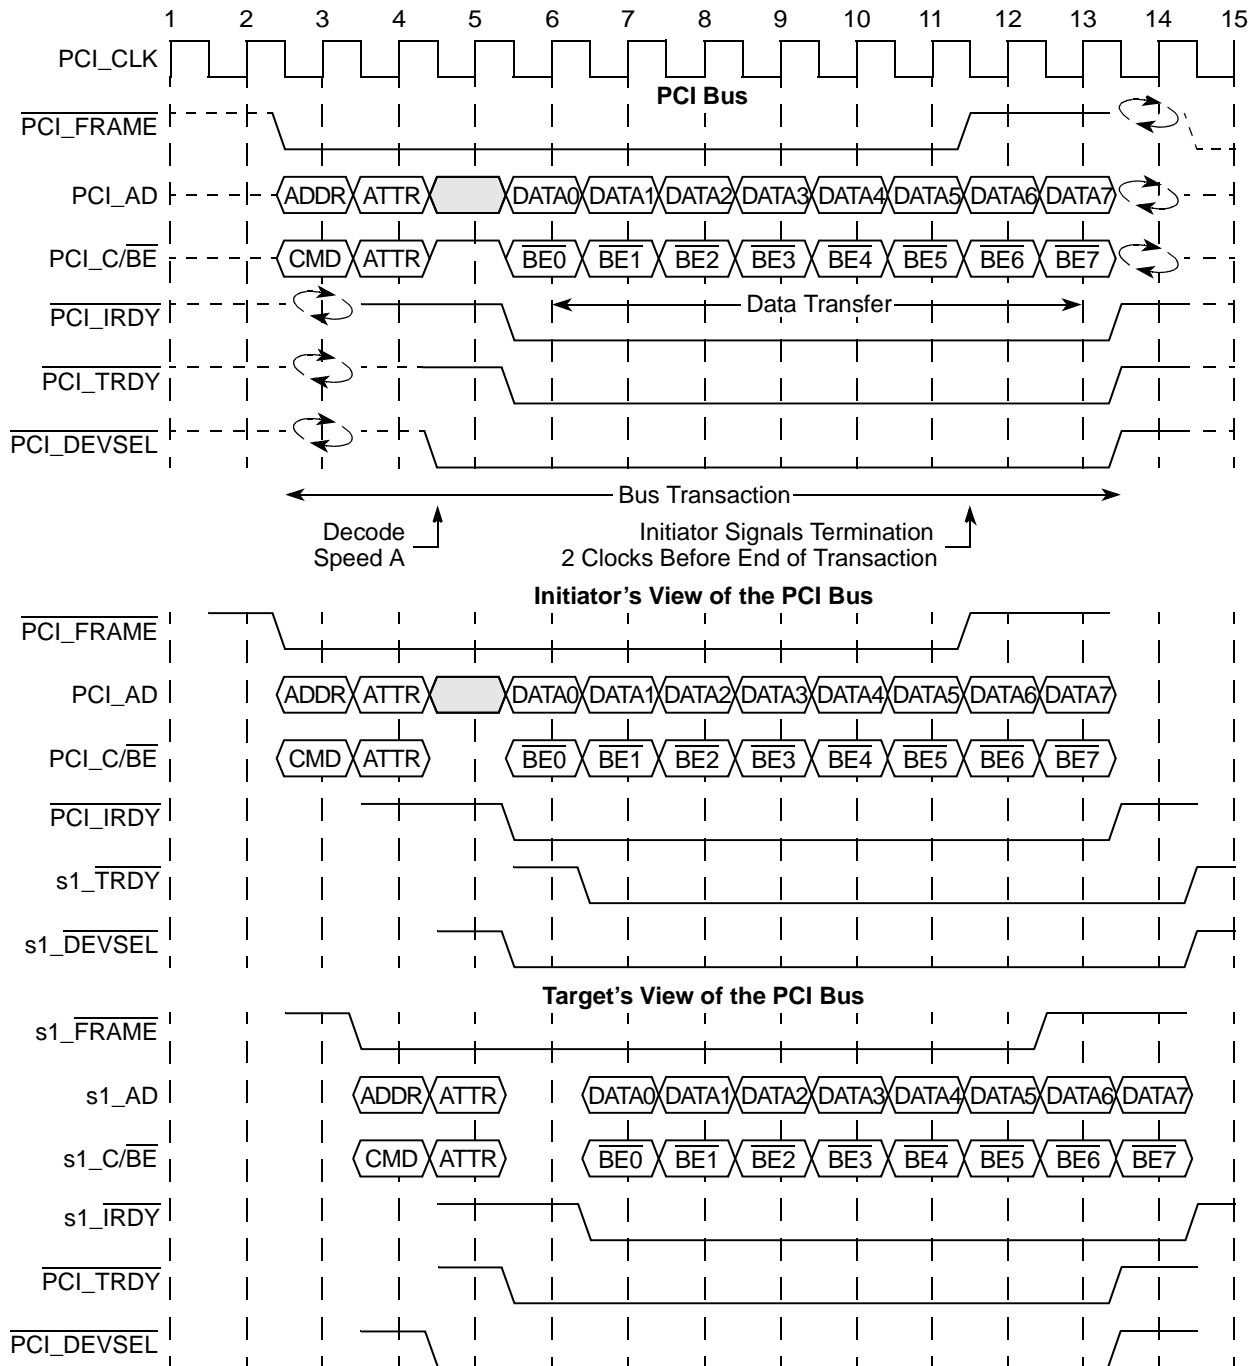 1 2 3 4 5 6 7 8 9 10 11 12 13 14 15
PCI_CLK
PCI Bus
PCI_FRAME
PCI_AD ADDR ATTR DATA0 DATA1 DATA2 DATA3 DATA4 DATA5 DATA6 DATA7
PCI_C/BE CMD ATTR BE0 BE1 BE2 BE3 BE4 BE5 BE6 BE7
PCI_IRDY Data Transfer
PCI_TRDY
PCI_DEVSEL
Bus Transaction
Decode
Speed A
Initiator Signals Termination
2 Clocks Before End of Transaction
Initiator's View of the PCI Bus
PCI_FRAME
PCI_AD ADDR ATTR DATA0 DATA1 DATA2 DATA3 DATA4 DATA5 DATA6 DATA7
PCI_C/BE CMD ATTR BE0 BE1 BE2 BE3 BE4 BE5 BE6 BE7
PCI_IRDY
s1_TRDY
s1_DEVSEL
Target's View of the PCI Bus
s1_FRAME
s1_AD ADDR ATTR DATA0 DATA1 DATA2 DATA3 DATA4 DATA5 DATA6 DATA7
s1_C/BE CMD ATTR BE0 BE1 BE2 BE3 BE4 BE5 BE6 BE7
s1_IRDY
PCI_TRDY
PCI_DEVSEL